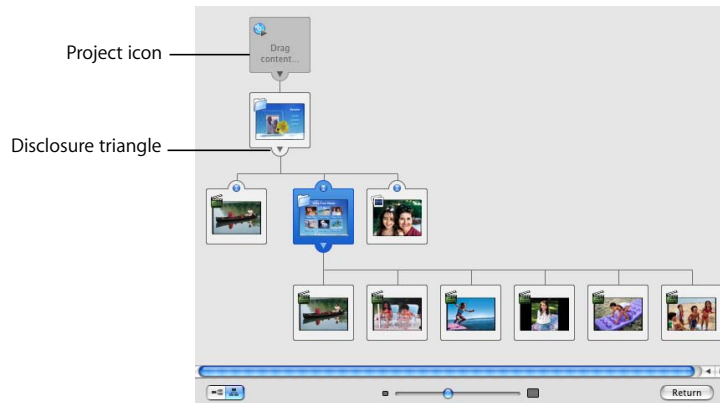 Project icon
Drag
content...
Disclosure triangle
Return